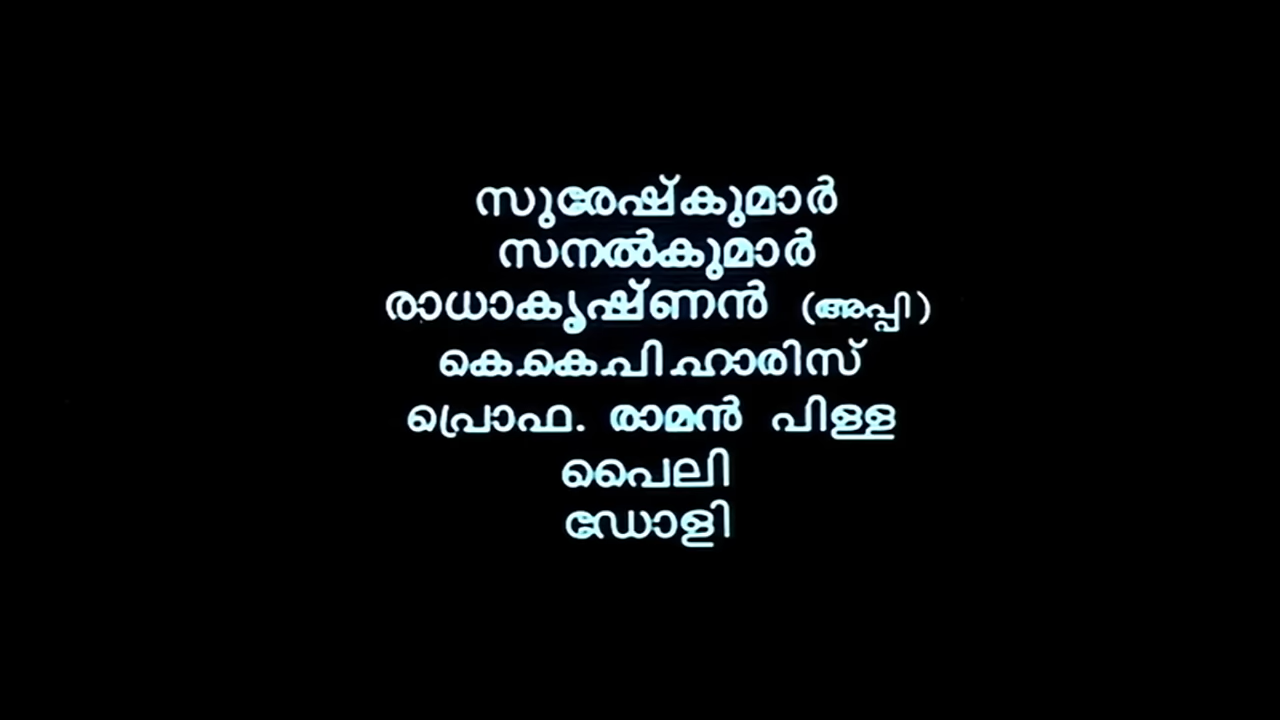 സുരേഷ്കുമാർ
സനൽകുമാർ
രാധാകൃഷ്ണൻ (അപ്പി)
കെ.കെ.പി.ഹാരിസ്
പ്രൊഫ. രാമൻ പിള്ള
പൈലി
ഡോളി